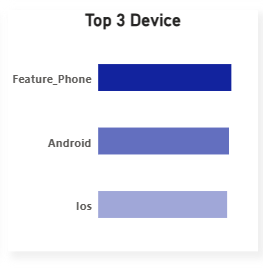 Top 3 Device
Feature_Phone
Android
Ios